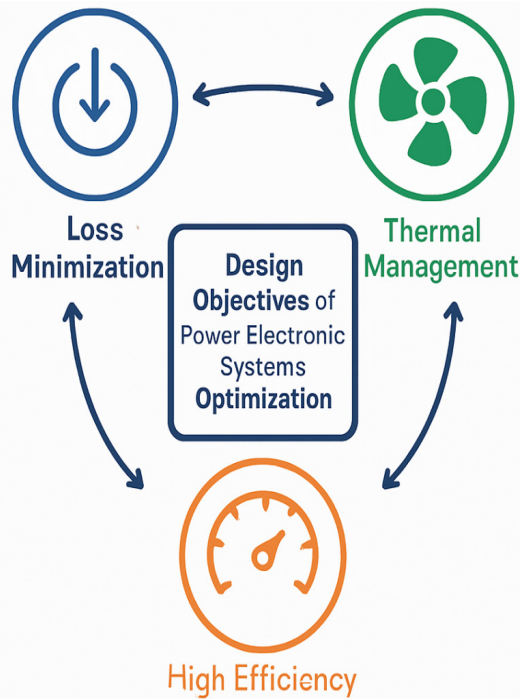 Loss
Minimization
Thermal
Management
Design
Objectives of
Power Electronic
Systems
Optimization
High Efficiency